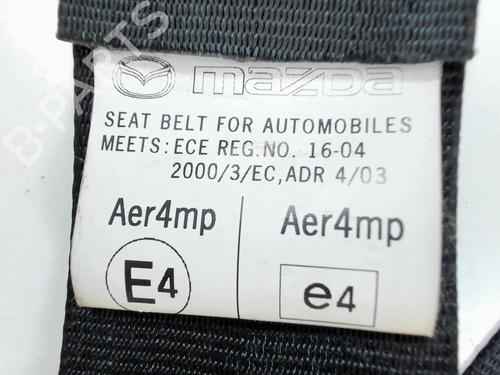 mazda
SEAT BELT FOR AUTOMOBILES
MEETS: ECE REG.NO. 16-04
2000/3/EC, ADR 4/03
Aer4mp Aer4mp
E4 e4
B-PARTS